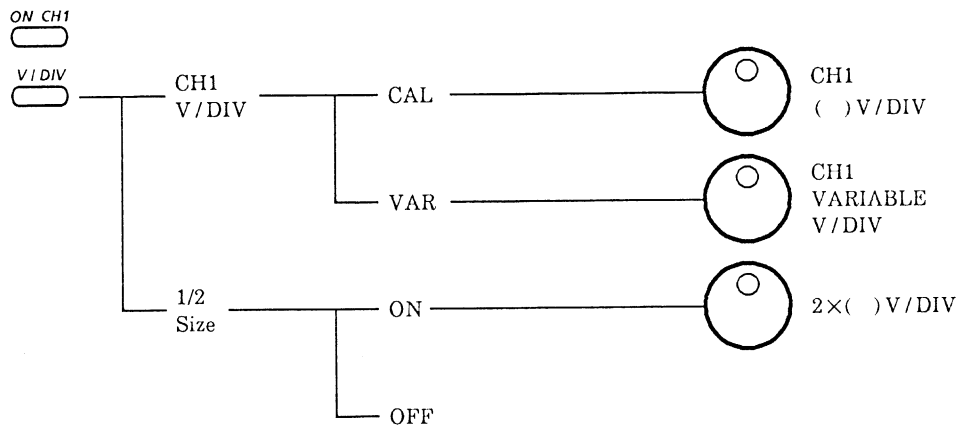 ON CH1
V/DIV
CH1
V/DIV
CAL
CH1
( )V/DIV
VAR
CH1
VARIABLE
V/DIV
1/2
Size
ON
2×( )V/DIV
OFF